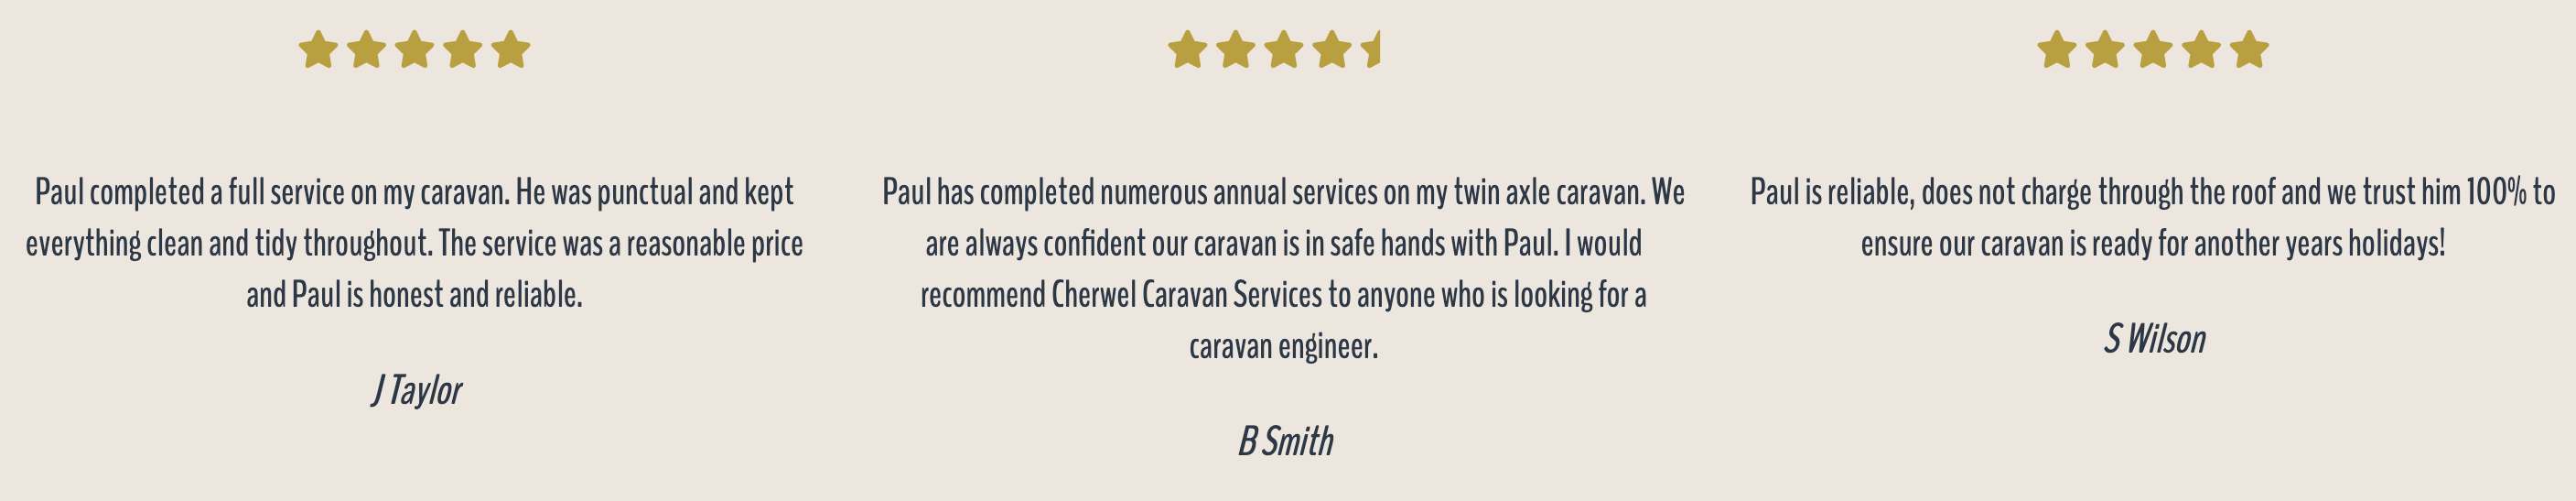 Paul completed a full service on my caravan. He was punctual and kept
everything clean and tidy throughout. The service was a reasonable price
and Paul is honest and reliable.
J Taylor
Paul has completed numerous annual services on my twin axle caravan. We
are always confident our caravan is in safe hands with Paul. I would
recommend Cherwel Caravan Services to anyone who is looking for a
caravan engineer.
B Smith
Paul is reliable, does not charge through the roof and we trust him 100% to
ensure our caravan is ready for another years holidays!
S Wilson